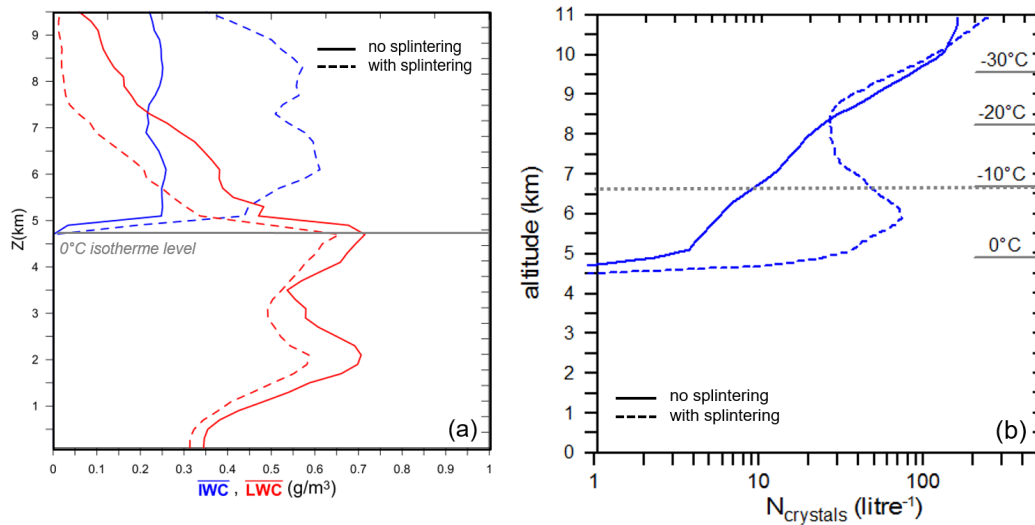 9
8
7
6
5
4
3
2
1
Z(km)
no splintering
with splintering
0°C isotherme level
(a)
0
0.1
0.2
0.3
0.4
0.5
0.6
0.7
0.8
0.9
1
IWC , LWC (g/m³)
11
10
9
8
7
6
5
4
3
2
1
0
altitude (km)
-30°C
-20°C
-10°C
0°C
no splintering
with splintering
(b)
1
10
100
Ncrystals (litre⁻¹)